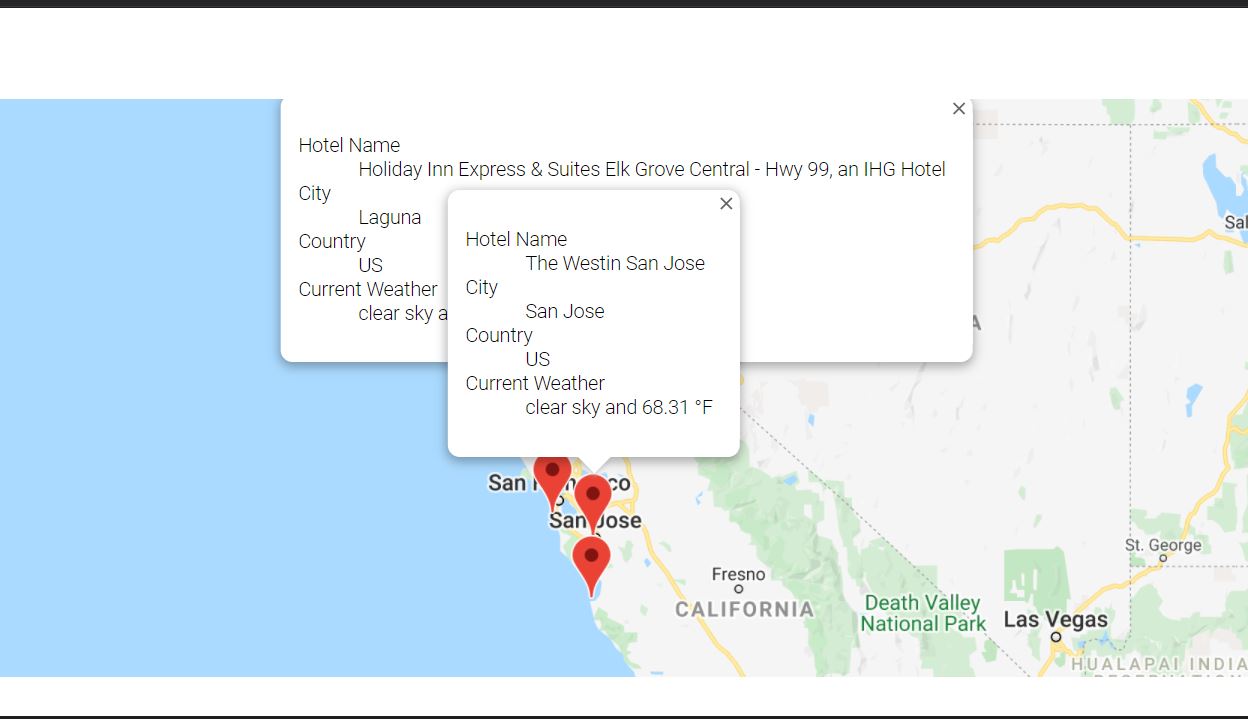 Hotel Name
Holiday Inn Express & Suites Elk Grove Central - Hwy 99, an IHG Hotel
City
Laguna
Country
US
Current Weather
clear sky a
Hotel Name
The Westin San Jose
City
San Jose
Country
US
Current Weather
clear sky and 68.31 °F
Sal
A
San F n co
San Jose
St. George
Fresno
CALIFORNIA
Death Valley
National Park
Las Vegas
HUALAPAI INDIA